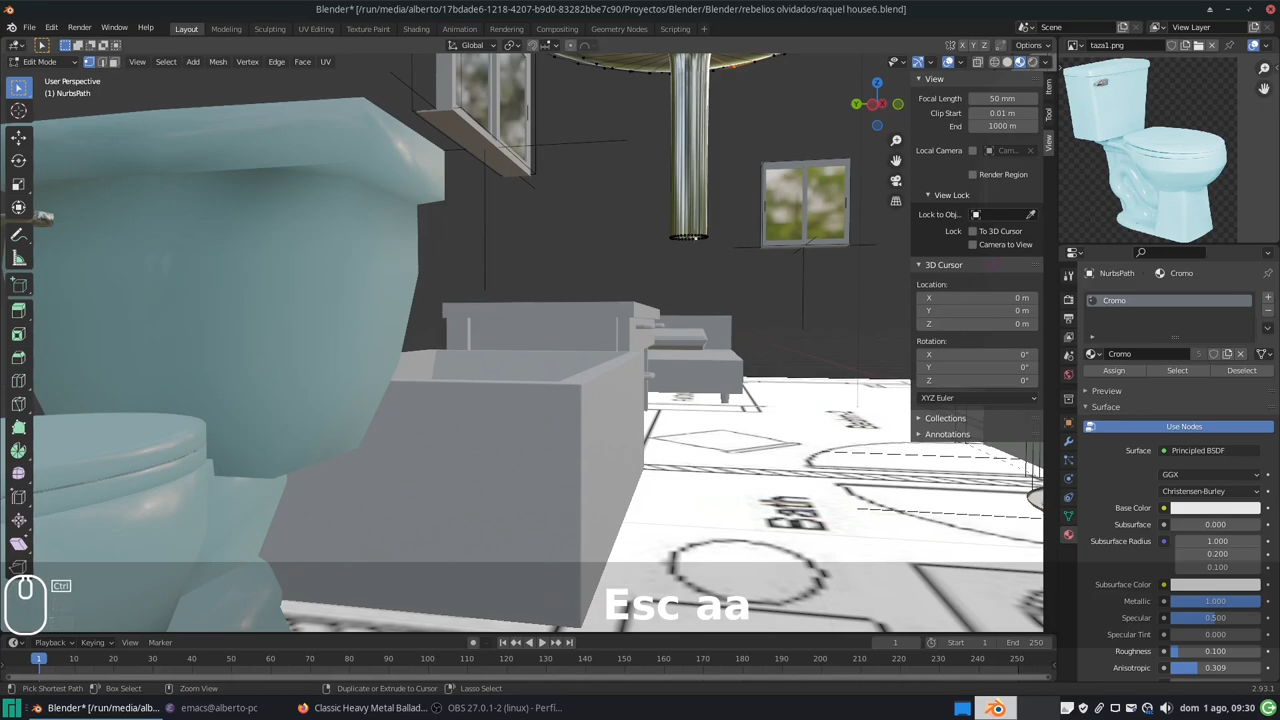 Blender* [/run/media/alberto/17bdade6-1218-4207-b9d0-83282bbe7c90/Proyectos/Blender/Blender/rebelios olvidados/raquel house6.blend]
File Edit Render Window Help Layout Modeling Sculpting UV Editing Texture Paint Shading Animation Rendering Compositing Geometry Nodes Scripting Scene View Layer
Global X Y Z Options taza1.png
Edit Mode View Select Add Mesh Vertex Edge Face UV
User Perspective
(1) NurbsPath
View
Focal Length 50 mm
Clip Start 0.01 m
End 1000 m
Local Camera Cam...
Render Region
View Lock
Lock to Obj...
Lock To 3D Cursor
Camera to View
3D Cursor
Location:
X 0 m
Y 0 m
Z 0 m
Rotation:
X 0°
Y 0°
Z 0°
XYZ Euler
Collections
Annotations
Item
Tool
View
Z
Y
X
Bath
NurbsPath Cromo
Cromo
Cromo 5
Assign Select Deselect
Preview
Surface
Use Nodes
Surface Principled BSDF
GGX
Christensen-Burley
Base Color
Subsurface 0.000
Subsurface Radius 1.000
0.200
0.100
Subsurface Color
Metallic 1.000
Specular 0.500
Specular Tint 0.000
Roughness 0.100
Anisotropic 0.309
Ctrl
Esc aa
Playback Keying View Marker 1 Start 1 End 250
1 10 20 30 40 50 60 70 80 90 100 110 120 130 140 150 160 170 180 190 200 210 220 230 240 250
Pick Shortest Path Box Select Zoom View Duplicate or Extrude to Cursor Lasso Select 2.93.1
Blender* [/run/media/alb... emacs@alberto-pc Classic Heavy Metal Ballad... OBS 27.0.1-2 (linux) - Perfi... dom 1 ago, 09:30